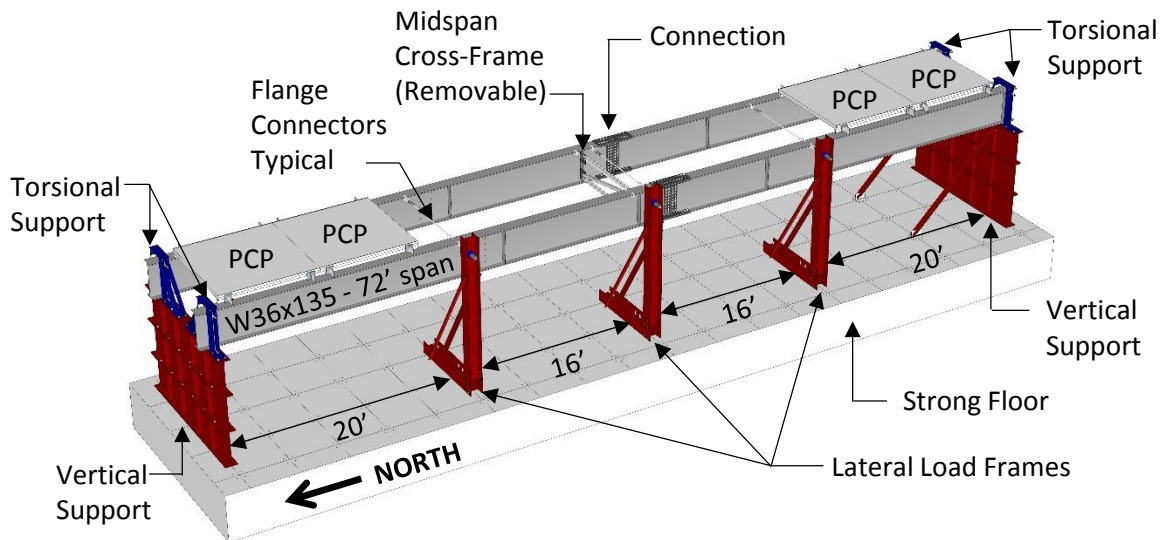 Midspan
Cross-Frame
(Removable)
Connection
Torsional
Support
Flange
Connectors
Typical
PCP
PCP
Torsional
Support
PCP
PCP
W36x135 - 72’ span
20’
16’
16’
20’
Vertical
Support
Strong Floor
Lateral Load Frames
NORTH
Vertical
Support